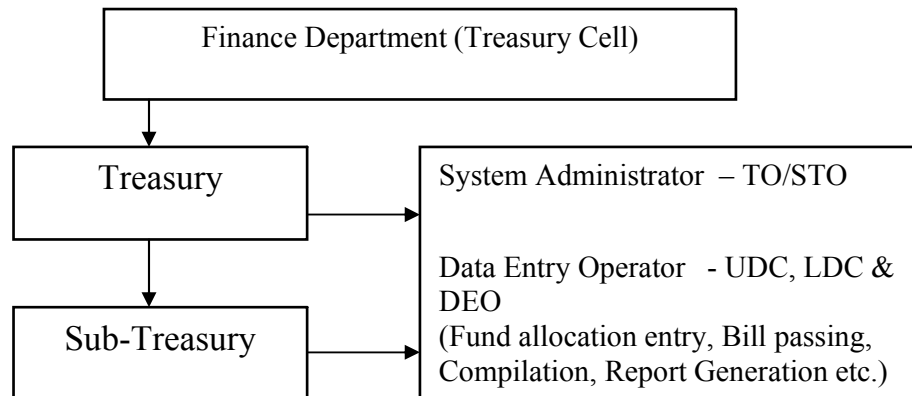 Finance Department (Treasury Cell)
Treasury
System Administrator – TO/STO
Data Entry Operator - UDC, LDC &
DEO
(Fund allocation entry, Bill passing,
Compilation, Report Generation etc.)
Sub-Treasury